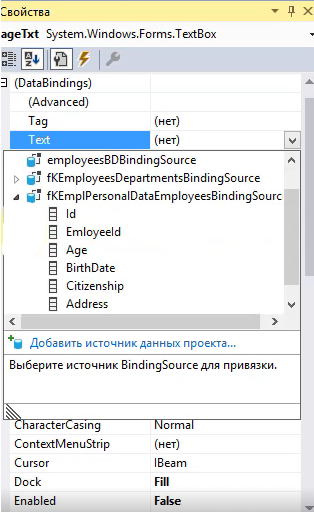 Свойства
ageTxt System.Windows.Forms.TextBox
(DataBindings)
(Advanced)
Tag (нет)
Text (нет)
employeesBDBindingSource
fKEmployeesDepartmentsBindingSource
fKEmplPersonalDataEmployeesBindingSourc
Id
EmloyeeId
Age
BirthDate
Citizenship
Address
Добавить источник данных проекта...
Выберите источник BindingSource для привязки.
CharacterCasing Normal
ContextMenuStrip (нет)
Cursor IBeam
Dock Fill
Enabled False